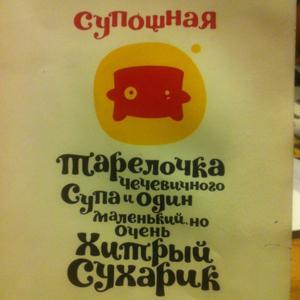 Супошная
Тарелочка
чечевичного
Супа и один
маленький, но
очень
Хитрый
Сухарик